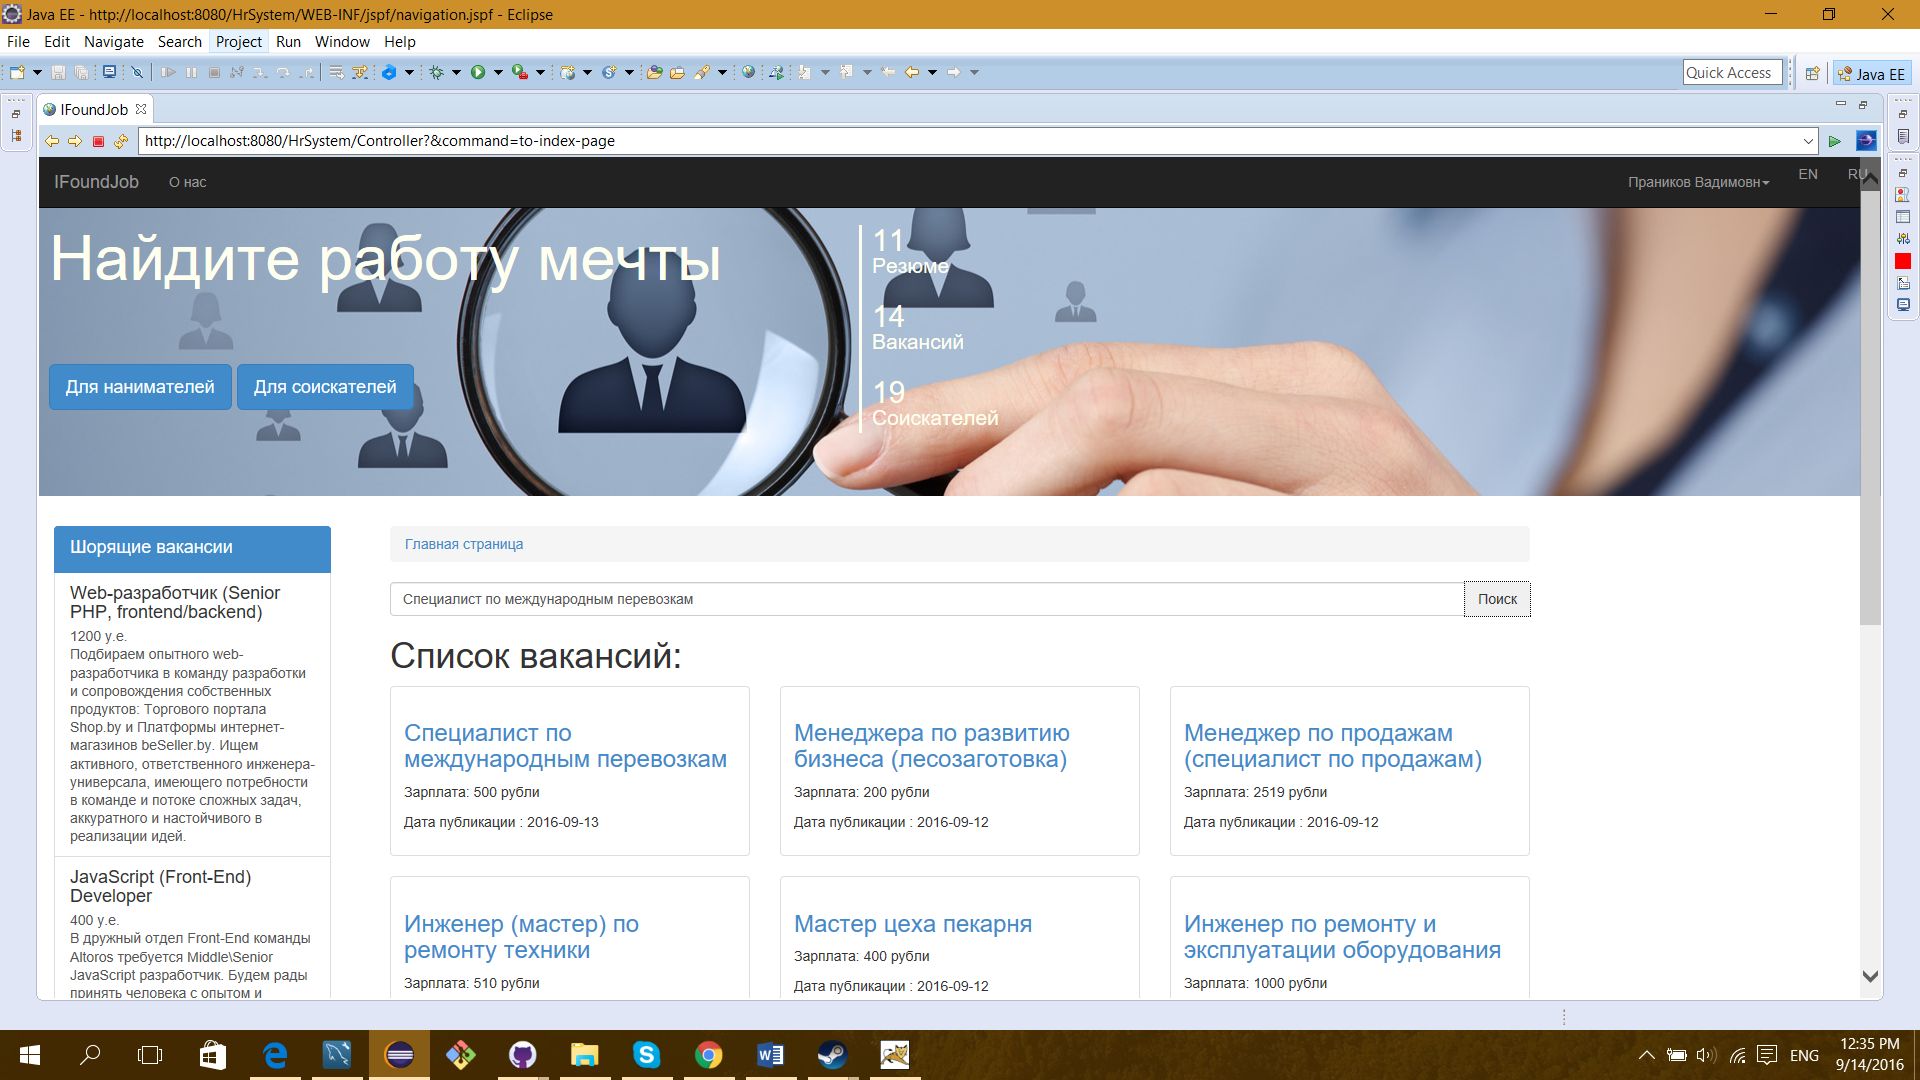 Java EE - http://localhost:8080/HrSystem/WEB-INF/jspf/navigation.jspf - Eclipse
File Edit Navigate Search Project Run Window Help
Quick Access
Java EE
IFoundJob
http://localhost:8080/HrSystem/Controller?&command=to-index-page
IFoundJob О нас Праников Вадимовн EN RU
Найдите работу мечты
11
Резюме
14
Вакансий
19
Соискателей
Для нанимателей Для соискателей
Шорящие вакансии
Web-разработчик (Senior
PHP, frontend/backend)
1200 у.е.
Подбираем опытного web-
разработчика в команду разработки
и сопровождения собственных
продуктов: Торгового портала
Shop.by и Платформы интернет-
магазинов beSeller.by. Ищем
активного, ответственного инженера-
универсала, имеющего потребности
в команде и потоке сложных задач,
аккуратного и настойчивого в
реализации идей.
JavaScript (Front-End)
Developer
400 у.е.
В дружный отдел Front-End команды
Altoros требуется Middle\Senior
JavaScript разработчик. Будем рады
принять человека с опытом и
Главная страница
Специалист по международным перевозкам Поиск
Список вакансий:
Специалист по
международным перевозкам
Зарплата: 500 рубли
Дата публикации : 2016-09-13
Менеджера по развитию
бизнеса (лесозаготовка)
Зарплата: 200 рубли
Дата публикации : 2016-09-12
Менеджер по продажам
(специалист по продажам)
Зарплата: 2519 рубли
Дата публикации : 2016-09-12
Инженер (мастер) по
ремонту техники
Зарплата: 510 рубли
Мастер цеха пекарня
Зарплата: 400 рубли
Дата публикации : 2016-09-12
Инженер по ремонту и
эксплуатации оборудования
Зарплата: 1000 рубли
ENG
12:35 PM
9/14/2016